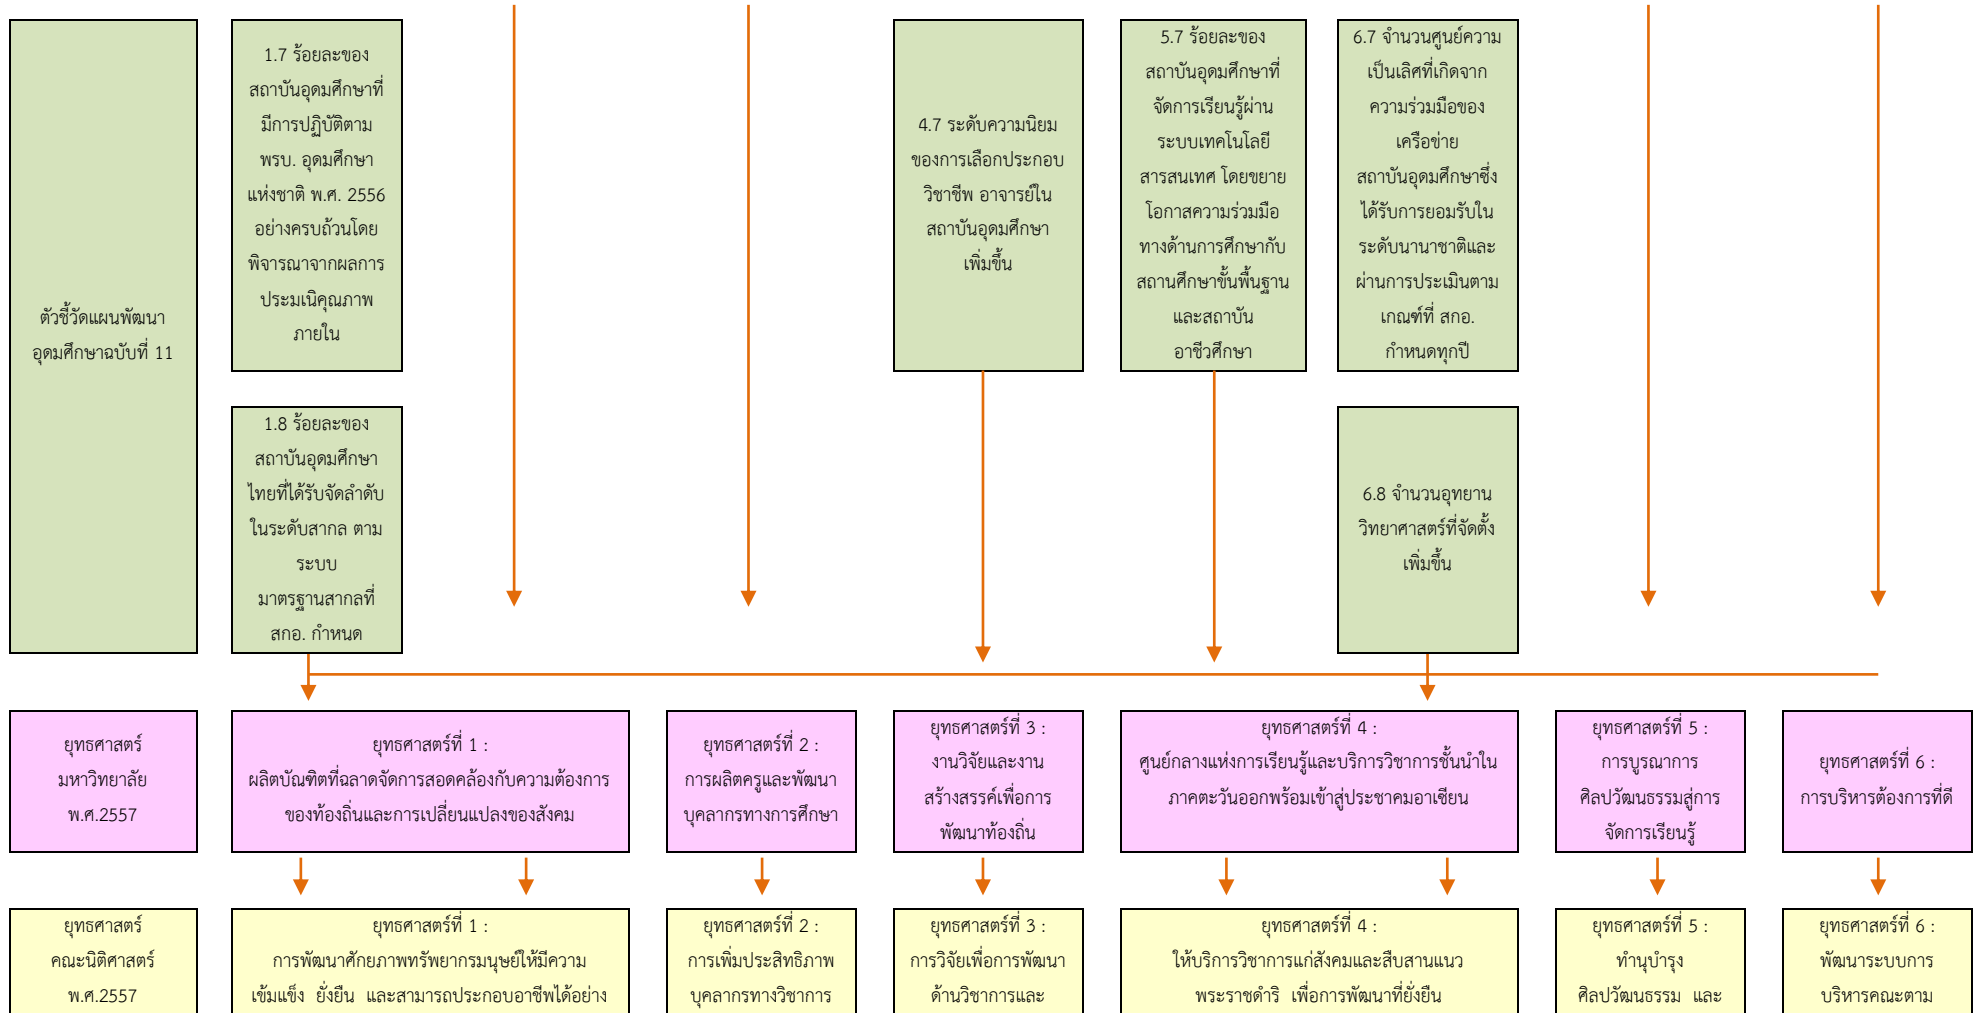 ตัวชี้วัดแผนพัฒนา
อุดมศึกษาฉบับที่ 11
1.7 ร้อยละของ
สถาบันอุดมศึกษาที่
มีการปฏิบัติตาม
พรบ. อุดมศึกษา
แห่งชาติ พ.ศ. 2556
อย่างครบถ้วนโดย
พิจารณาจากผลการ
ประมเนิคุณภาพ
ภายใน
4.7 ระดับความนิยม
ของการเลือกประกอบ
วิชาชีพ อาจารย์ใน
สถาบันอุดมศึกษา
เพิ่มขึ้น
5.7 ร้อยละของ
สถาบันอุดมศึกษาที่
จัดการเรียนรู้ผ่าน
ระบบเทคโนโลยี
สารสนเทศ โดยขยาย
โอกาสความร่วมมือ
ทางด้านการศึกษากับ
สถานศึกษาขั้นพื้นฐาน
และสถาบัน
อาชีวศึกษา
6.7 จำนวนศูนย์ความ
เป็นเลิศที่เกิดจาก
ความร่วมมือของ
เครือข่าย
สถาบันอุดมศึกษาซึ่ง
ได้รับการยอมรับใน
ระดับนานาชาติและ
ผ่านการประเมินตาม
เกณฑ์ที่ สกอ.
กำหนดทุกปี
1.8 ร้อยละของ
สถาบันอุดมศึกษา
ไทยที่ได้รับจัดลำดับ
ในระดับสากล ตาม
ระบบ
มาตรฐานสากลที่
สกอ. กำหนด
6.8 จำนวนอุทยาน
วิทยาศาสตร์ที่จัดตั้ง
เพิ่มขึ้น
ยุทธศาสตร์
มหาวิทยาลัย
พ.ศ.2557
ยุทธศาสตร์ที่ 1 :
ผลิตบัณฑิตที่ฉลาดจัดการสอดคล้องกับความต้องการ
ของท้องถิ่นและการเปลี่ยนแปลงของสังคม
ยุทธศาสตร์ที่ 2 :
การผลิตครูและพัฒนา
บุคลากรทางการศึกษา
ยุทธศาสตร์ที่ 3 :
งานวิจัยและงาน
สร้างสรรค์เพื่อการ
พัฒนาท้องถิ่น
ยุทธศาสตร์ที่ 4 :
ศูนย์กลางแห่งการเรียนรู้และบริการวิชาการชั้นนำใน
ภาคตะวันออกพร้อมเข้าสู่ประชาคมอาเซียน
ยุทธศาสตร์ที่ 5 :
การบูรณาการ
ศิลปวัฒนธรรมสู่การ
จัดการเรียนรู้
ยุทธศาสตร์ที่ 6 :
การบริหารต้องการที่ดี
ยุทธศาสตร์
คณะนิติศาสตร์
พ.ศ.2557
ยุทธศาสตร์ที่ 1 :
การพัฒนาศักยภาพทรัพยากรมนุษย์ให้มีความ
เข้มแข็ง ยั่งยืน และสามารถประกอบอาชีพได้อย่าง
ยุทธศาสตร์ที่ 2 :
การเพิ่มประสิทธิภาพ
บุคลากรทางวิชาการ
ยุทธศาสตร์ที่ 3 :
การวิจัยเพื่อการพัฒนา
ด้านวิชาการและ
ยุทธศาสตร์ที่ 4 :
ให้บริการวิชาการแก่สังคมและสืบสานแนว
พระราชดำริ เพื่อการพัฒนาที่ยั่งยืน
ยุทธศาสตร์ที่ 5 :
ทำนุบำรุง
ศิลปวัฒนธรรม และ
ยุทธศาสตร์ที่ 6 :
พัฒนาระบบการ
บริหารคณะตาม